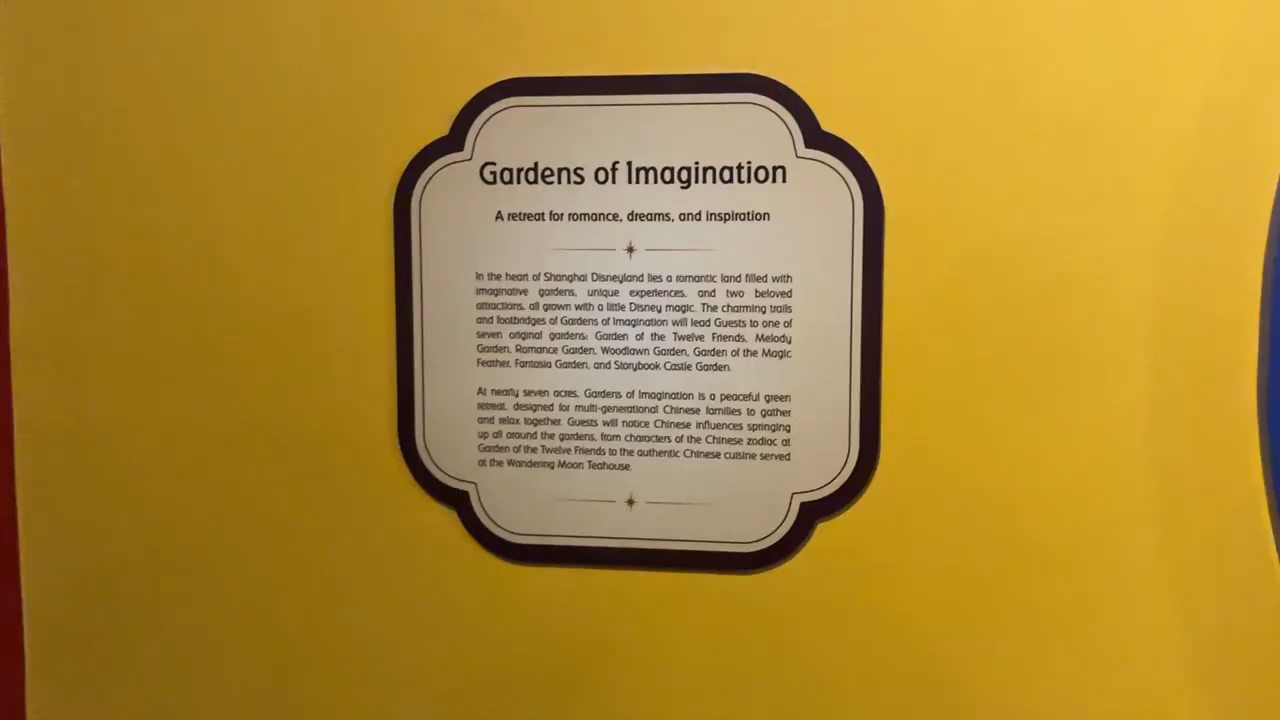 Gardens of Imagination
A retreat for romance, dreams, and inspiration
In the heart of Shanghai Disneyland lies a romantic land filled with
imaginative gardens, unique experiences, and two beloved
attractions, all grown with a little Disney magic. The charming trails
and footbridges of Gardens of Imagination will lead Guests to one of
seven original gardens: Garden of the Twelve Friends, Melody
Garden, Romance Garden, Woodlawn Garden, Garden of the Magic
Feather, Fantasia Garden, and Storybook Castle Garden.
At nearly seven acres, Gardens of Imagination is a peaceful green
retreat, designed for multi-generational Chinese families to gather
and relax together. Guests will notice Chinese influences springing
up all around the gardens, from characters of the Chinese zodiac at
Garden of the Twelve Friends to the authentic Chinese cuisine served
at the Wandering Moon Teahouse.